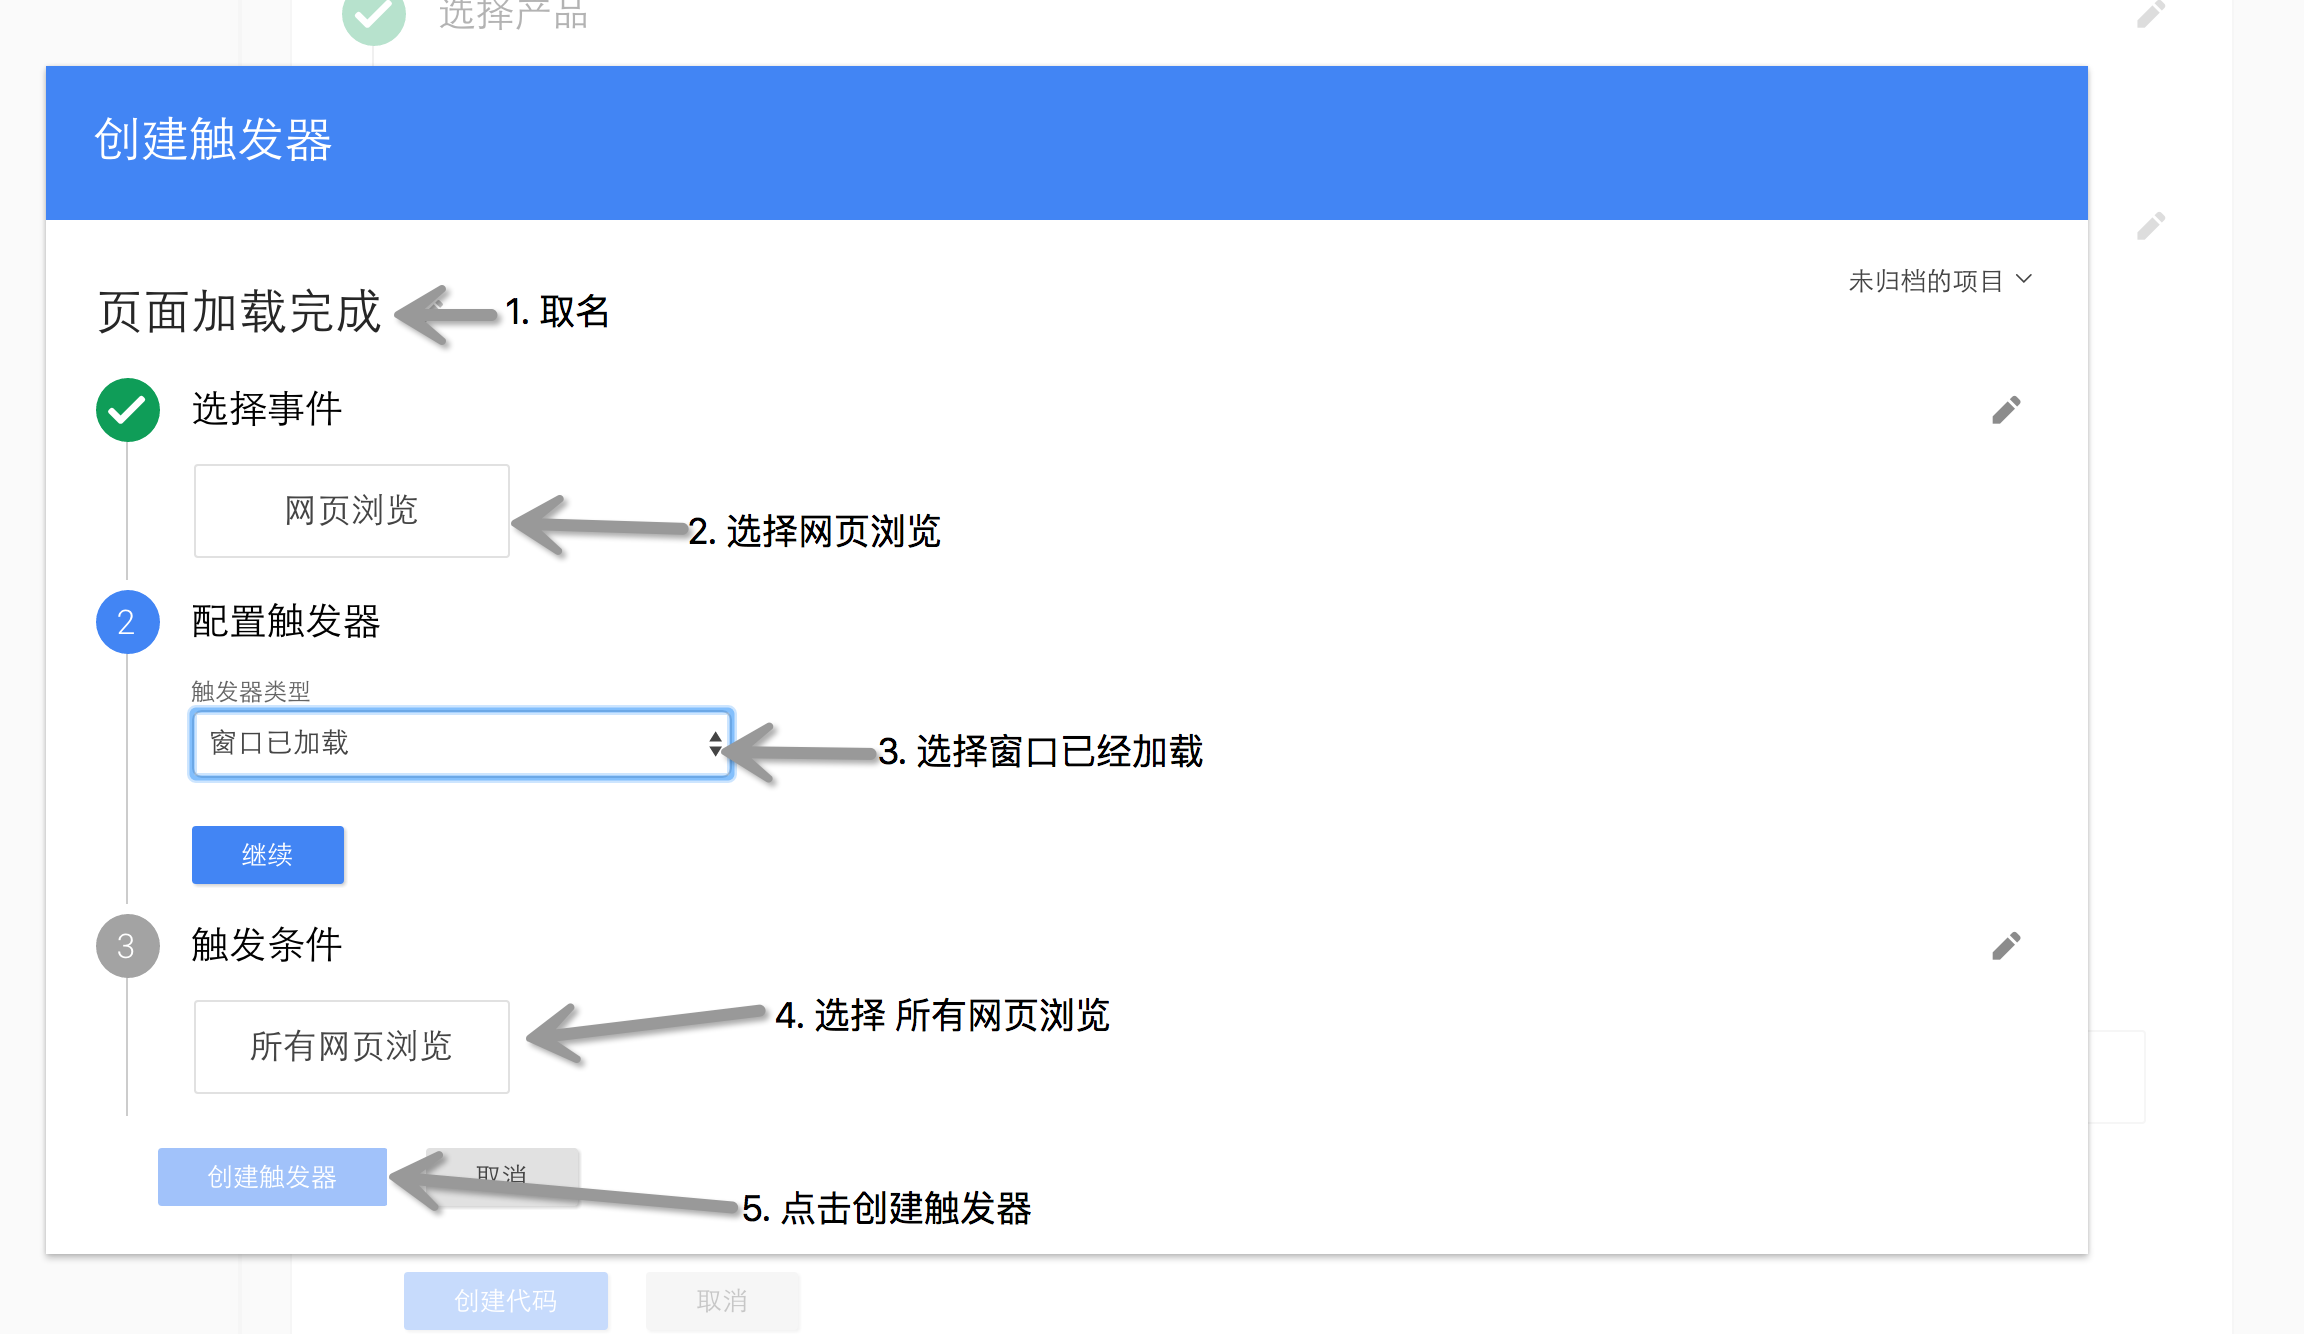 选择产品
创建触发器
未归档的项目
页面加载完成
1. 取名
选择事件
网页浏览
2. 选择网页浏览
2
配置触发器
触发器类型
窗口已加载
3. 选择窗口已经加载
继续
3
触发条件
4. 选择 所有网页浏览
所有网页浏览
创建触发器
取消
5. 点击创建触发器
创建代码
取消